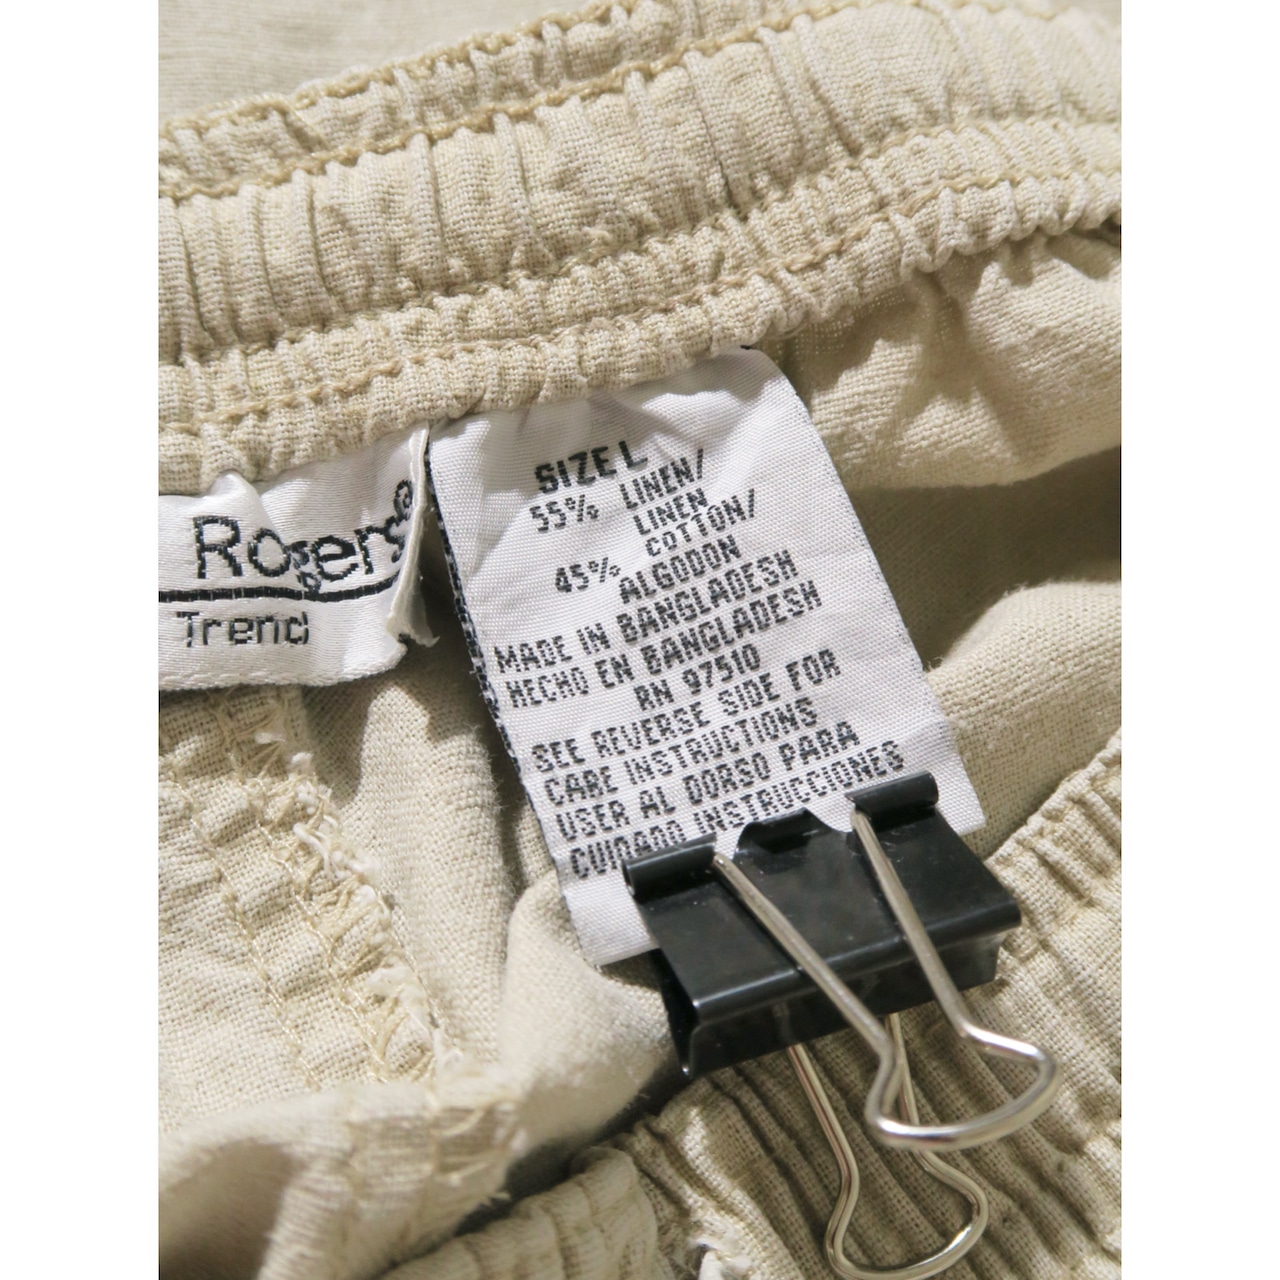 Rogers®
Trend
SIZE L
55% LINEN/
LINEN
45% COTTON/
ALGODON
MADE IN BANGLADESH
HECHO EN BANGLADESH
RN 97510
SEE REVERSE SIDE FOR
CARE INSTRUCTIONS
USER AL DORSO PARA
CUIDADO INSTRUCCIONES